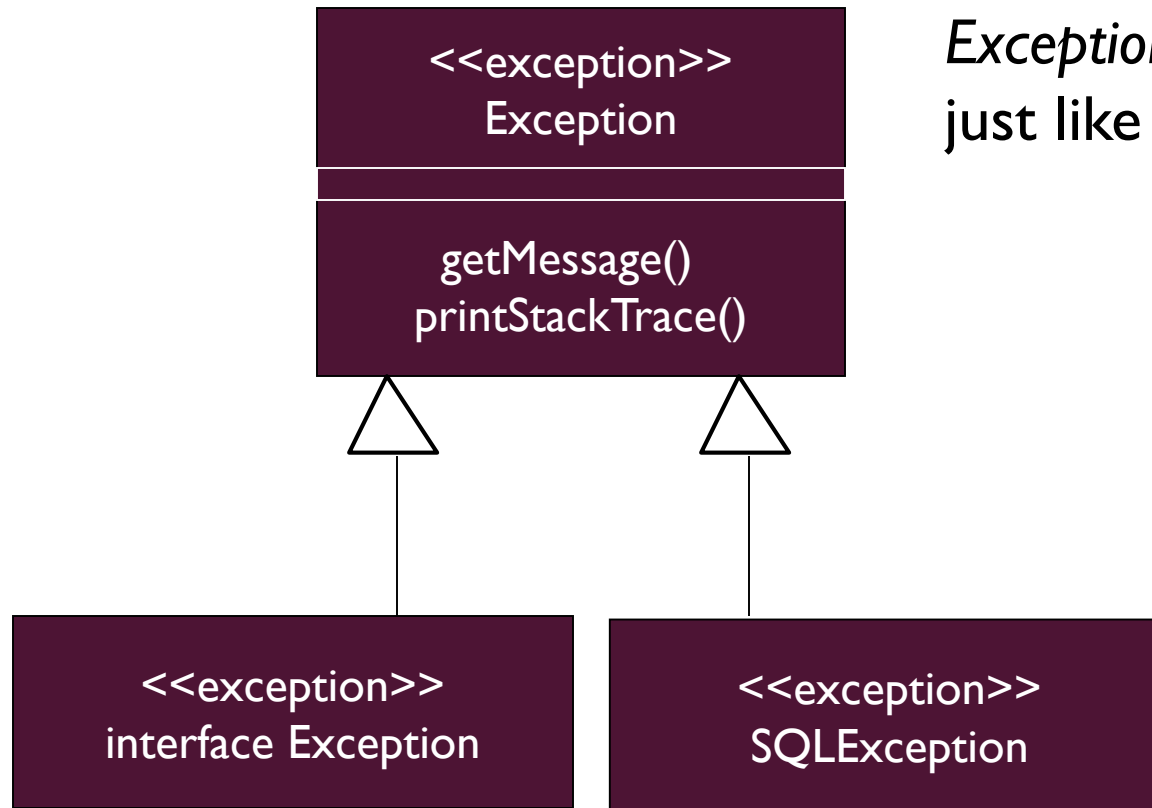 <<exception>>
Exception
getMessage()
printStackTrace()
just like
<<exception>>
interface Exception
<<exception>>
SQLException